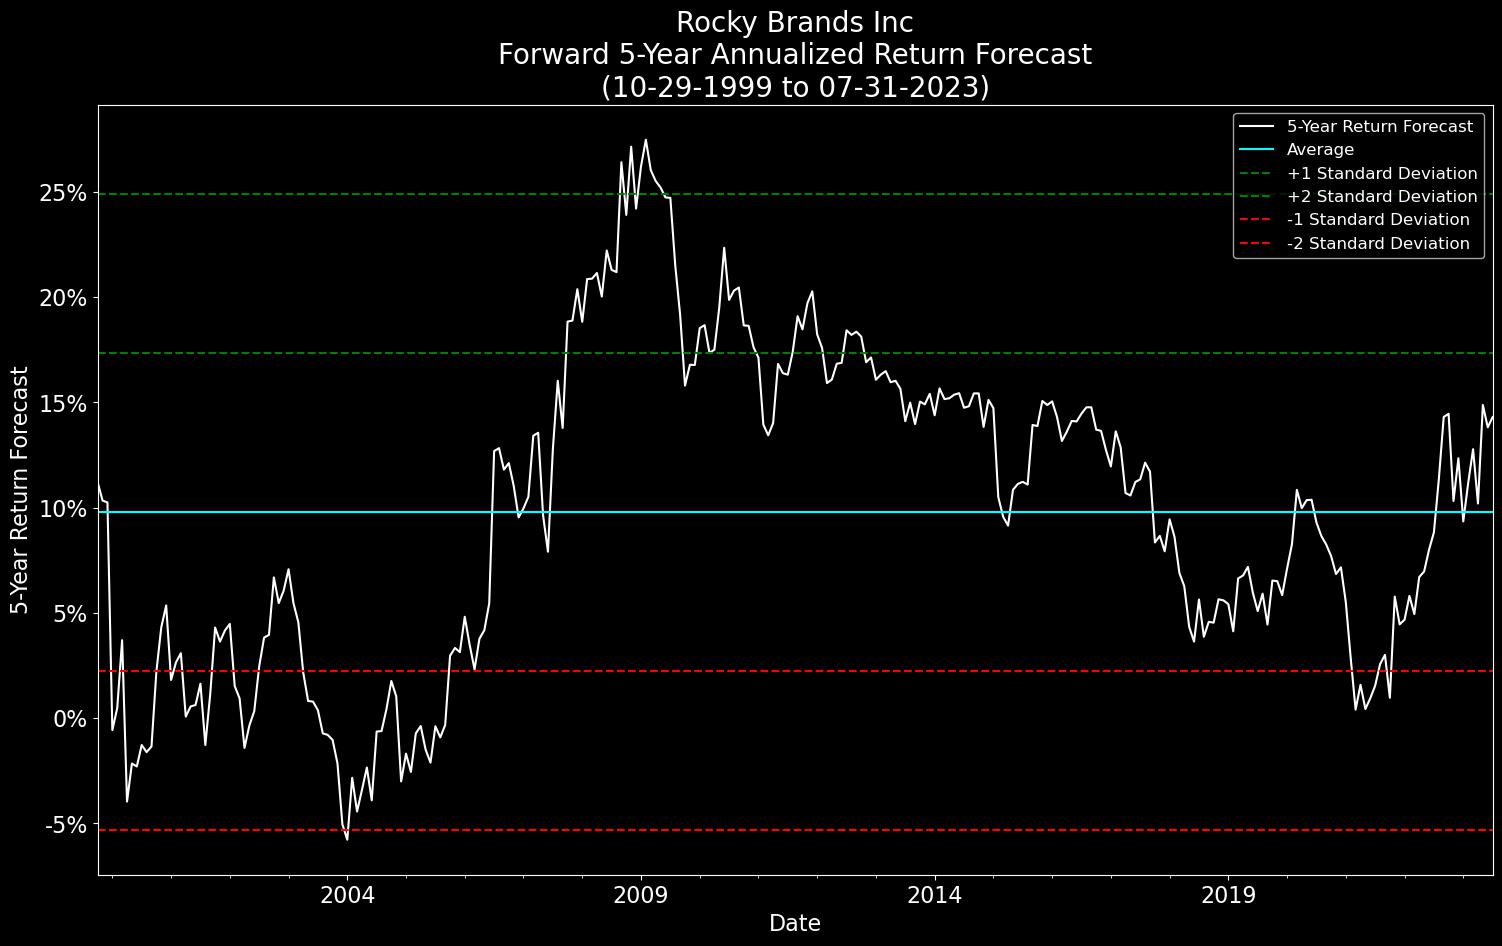 Rocky Brands Inc
Forward 5-Year Annualized Return Forecast
(10-29-1999 to 07-31-2023)
5-Year Return Forecast
Average
+1 Standard Deviation
+2 Standard Deviation
-1 Standard Deviation
-2 Standard Deviation
25%
20%
15%
10%
5%
0%
-5%
5-Year Return Forecast
2004
2009
2014
2019
Date